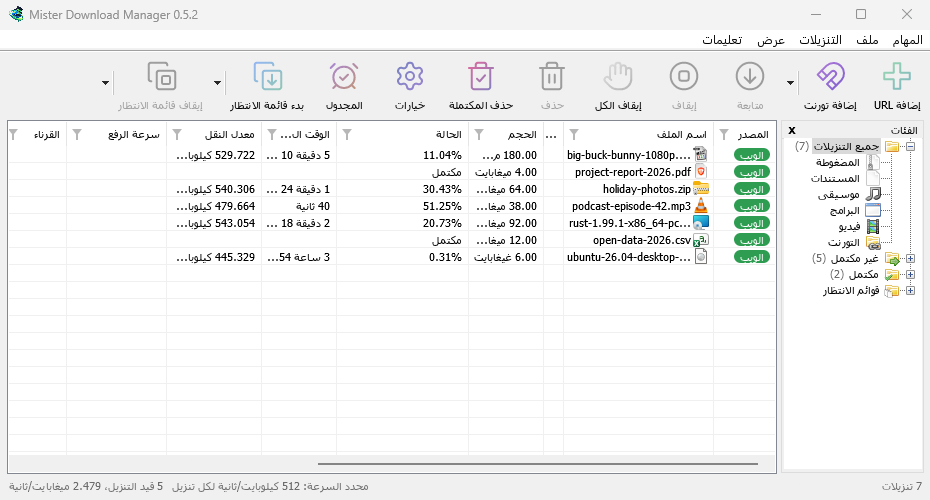 Mister Download Manager 0.5.2
المهام ملف التنزيلات عرض تعليمات
إضافة URL إضافة تورنت متابعة إيقاف إيقاف الكل حذف حذف المكتملة خيارات المجدول بدء قائمة الانتظار إيقاف قائمة الانتظار
الفئات x
جميع التنزيلات (7)
المضغوطة
المستندات
موسيقى
البرامج
فيديو
التورنت
غير مكتمل (5)
مكتمل (2)
قوائم الانتظار
المصدر اسم الملف ... الحجم الحالة الوقت ال... معدل النقل سرعة الرفع القرناء
الويب big-buck-bunny-1080p.... 180.00 م... 11.04% 5 دقيقة 10 ... 529.722 كيلوبا...
الويب project-report-2026.pdf 4.00 ميغابايت مكتمل
الويب holiday-photos.zip 64.00 ميغا... 30.43% 1 دقيقة 24 ... 540.306 كيلوبا...
الويب podcast-episode-42.mp3 38.00 ميغا... 51.25% 40 ثانية 479.664 كيلوبا...
الويب rust-1.99.1-x86_64-pc... 92.00 ميغا... 20.73% 2 دقيقة 18 ... 543.054 كيلوبا...
الويب open-data-2026.csv 12.00 ميغا... مكتمل
الويب ubuntu-26.04-desktop-... 6.00 غيغابايت 0.31% 3 ساعة 54... 445.329 كيلوبا...
7 تنزيلات
محدد السرعة: 512 كيلوبايت/ثانية لكل تنزيل 5 قيد التنزيل، 2.479 ميغابايت/ثانية